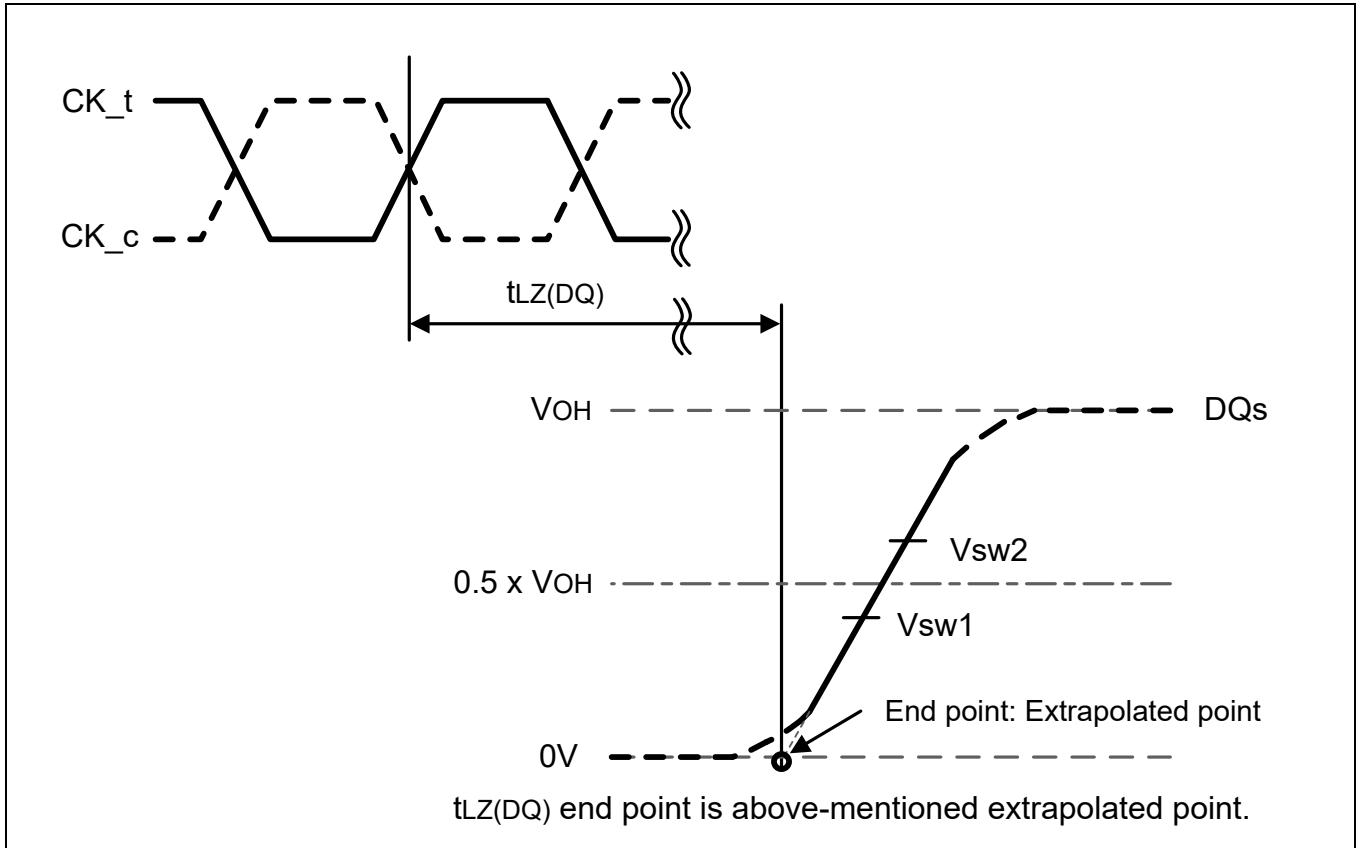 CK_t
CK_c
tLZ(DQ)
VOH
DQs
Vsw2
0.5 x VOH
Vsw1
End point: Extrapolated point
0V
tLZ(DQ) end point is above-mentioned extrapolated point.